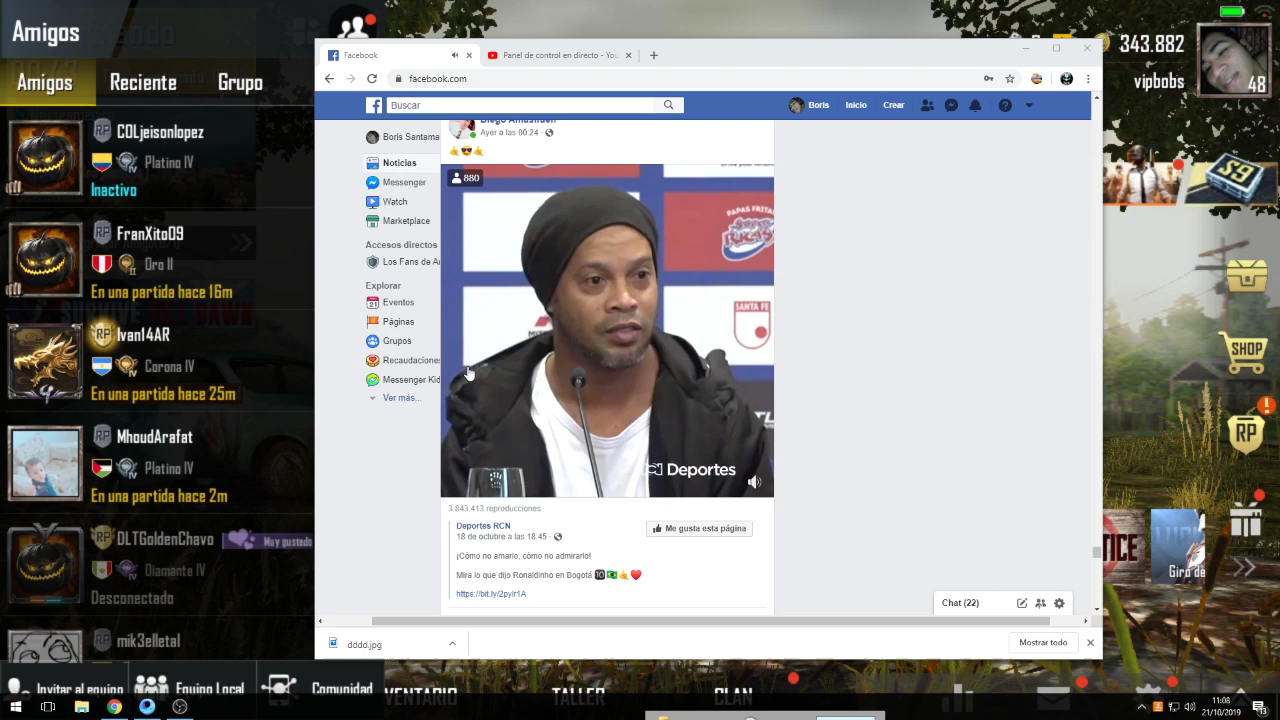 Amigos
Amigos
Reciente
Grupo
COLjeisonlopez
Platino IV
Inactivo
FranXito09
Oro II
En una partida hace 16m
Ivan14AR
Corona IV
En una partida hace 25m
MhoudArafat
Platino IV
En una partida hace 2m
DLTGoldenChavo
Muy gustado
Diamante IV
Desconectado
mik3elletal
Invitar al equipo
Equipo Local
Comunidad
Facebook
Panel de control en directo - You
facebook.com
Buscar
Boris
Inicio
Crear
Boris Santama
Noticias
Messenger
Watch
Marketplace
Accesos directos
Los Fans de Ar
Explorar
Eventos
Páginas
Grupos
Recaudaciones
Messenger Kid
Ver más...
Ayer a las 00:24 ·
🤙😎🤙
880
PAPAS FRITAS
SANTA FE
Deportes
3.843.413 reproducciones
Deportes RCN
18 de octubre a las 18:45 ·
Me gusta esta página
¡Cómo no amarlo, cómo no admirarlo!
Mira lo que dijo Ronaldinho en Bogotá 🔟🇧🇷🤙❤️
https://bit.ly/2pyIr1A
Chat (22)
dddd.jpg
Mostrar todo
343.882
vipbobs
48
S9
SHOP
RP
Giro de
VENTARIO
TALLER
CLAN
11:08
21/10/2019
13